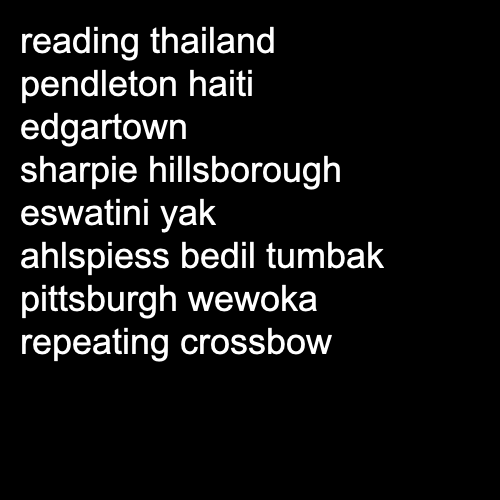 reading thailand
pendleton haiti
edgartown
sharpie hillsborough
eswatini yak
ahlspiess bedil tumbak
pittsburgh wewoka
repeating crossbow